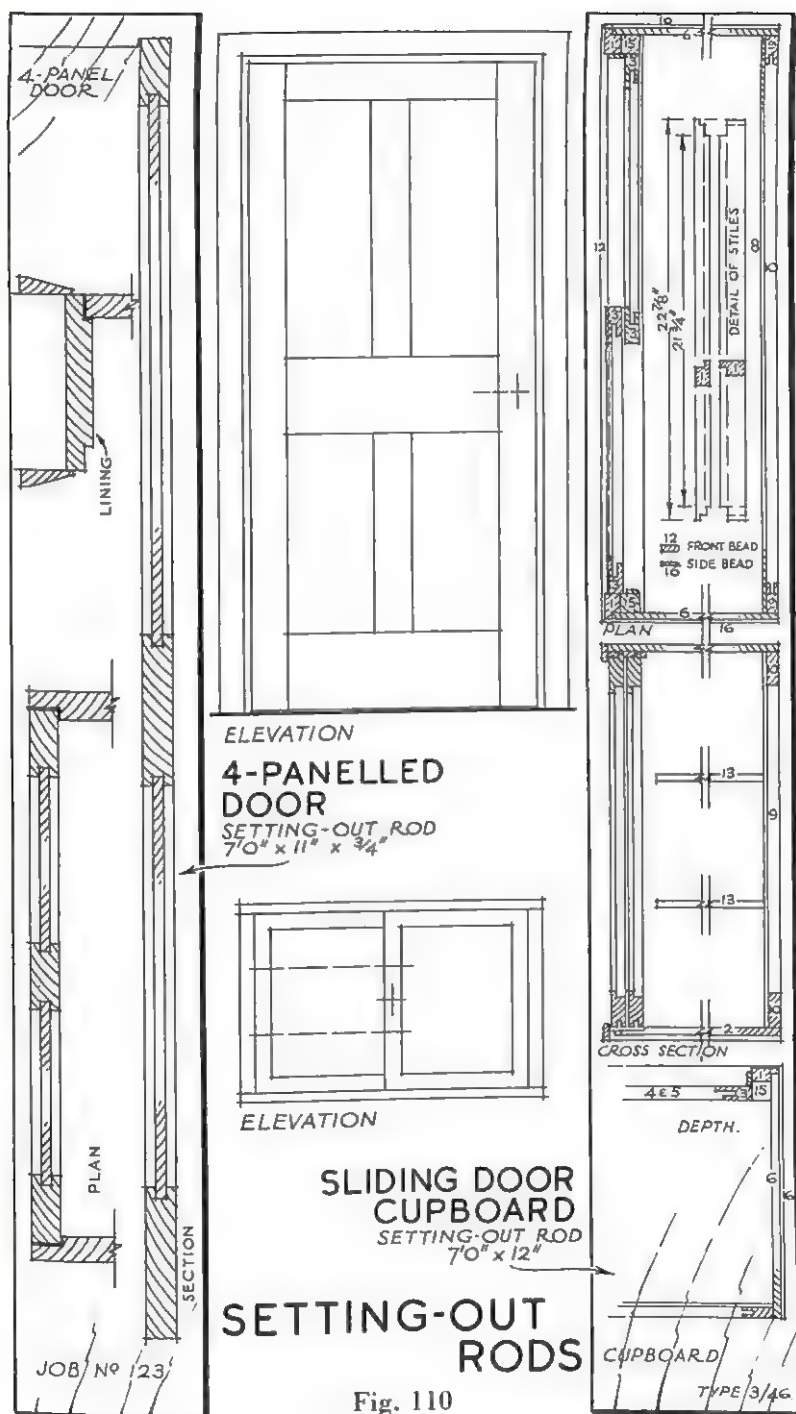 4-PANEL
DOOR
LINING
PLAN
SECTION
JOB Nº 123
ELEVATION
4-PANELLED
DOOR
SETTING-OUT ROD
7'0" x 11" x 3/4"
ELEVATION
SLIDING DOOR
CUPBOARD
SETTING-OUT ROD
7'0" x 12"
SETTING-OUT
RODS
Fig. 110
6
12
8
10
22 7/8"
21 3/4"
DETAIL OF STILES
12
FRONT BEAD
SIDE BEAD
16
6
PLAN
16
13
9
13
2
CROSS SECTION
4 & 5
3
15
DEPTH.
6
CUPBOARD
TYPE 3/46